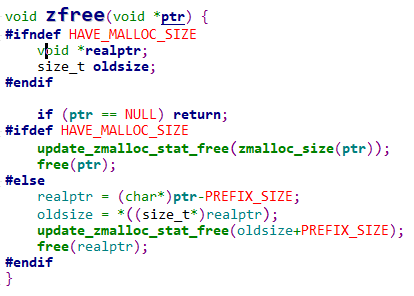 void zfree(void *ptr) {
#ifndef HAVE_MALLOC_SIZE
    void *realptr;
    size_t oldsize;
#endif

    if (ptr == NULL) return;
#ifdef HAVE_MALLOC_SIZE
    update_zmalloc_stat_free(zmalloc_size(ptr));
    free(ptr);
#else
    realptr = (char*)ptr-PREFIX_SIZE;
    oldsize = *((size_t*)realptr);
    update_zmalloc_stat_free(oldsize+PREFIX_SIZE);
    free(realptr);
#endif
}